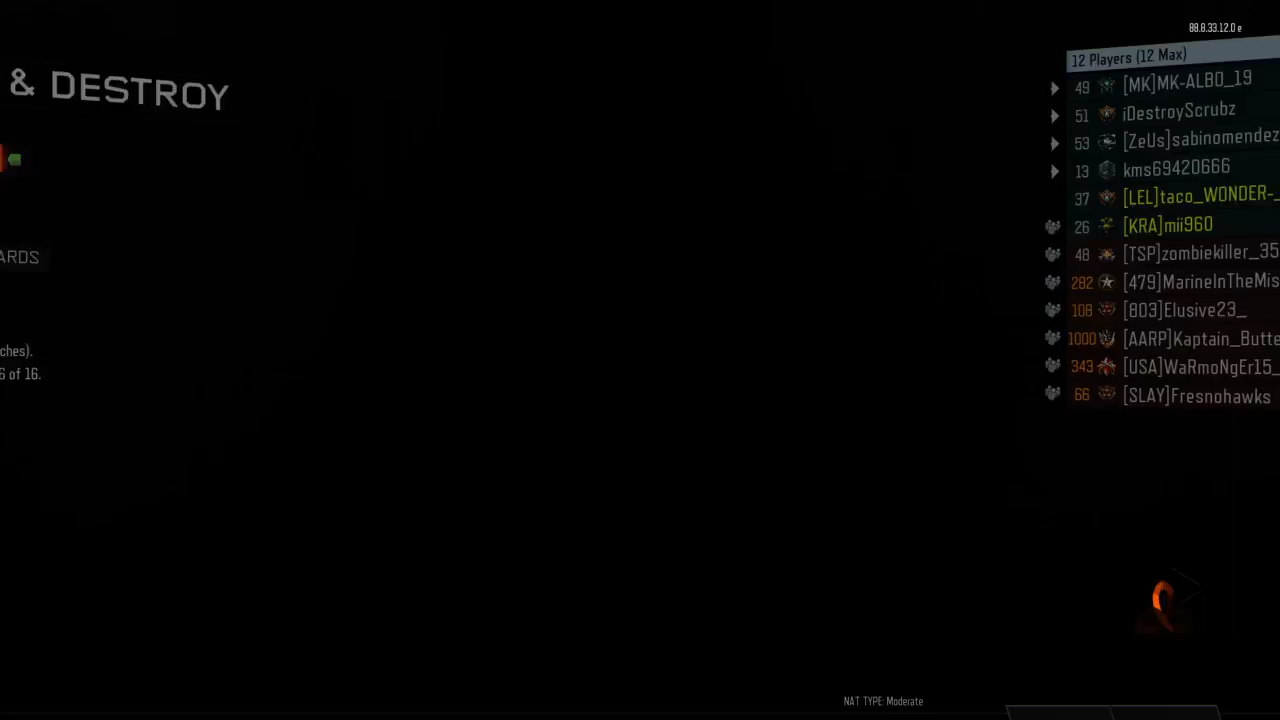 88.8.33.12.0 e
& DESTROY
12 Players (12 Max)
49 [MK]MK-ALBO_19
51 iDestroyScrubz
53 [ZeUs]sabinomendez
13 kms69420666
37 [LEL]taco_WONDER-_
26 [KRA]mii960
48 [TSP]zombiekiller_35
282 [479]MarineInTheMis
108 [803]Elusive23_
1000 [AARP]Kaptain_Butte
343 [USA]WaRmoNgEr15_
66 [SLAY]Fresnohawks
ARDS
ches).
6 of 16.
NAT TYPE: Moderate